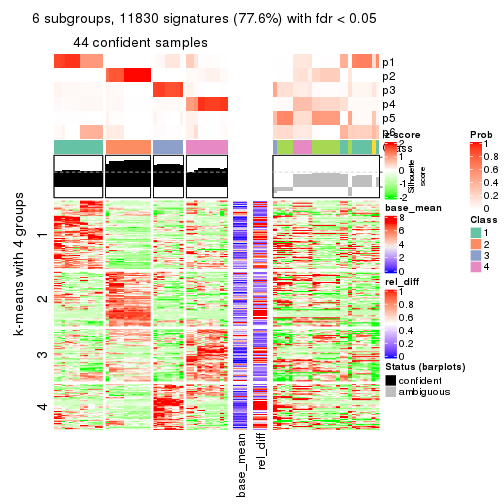 6 subgroups, 11830 signatures (77.6%) with fdr < 0.05
44 confident samples
p1
p2
p3
p4
p5
p6
Class
1
2
3
4
k-means with 4 groups
Silhouette
score
base_mean
rel_diff
z-score
2
1
0
-1
-2
base_mean
8
6
4
2
0
rel_diff
1
0.8
0.6
0.4
0.2
0
Status (barplots)
confident
ambiguous
Prob
1
0.8
0.6
0.4
0.2
0
Class
1
2
3
4